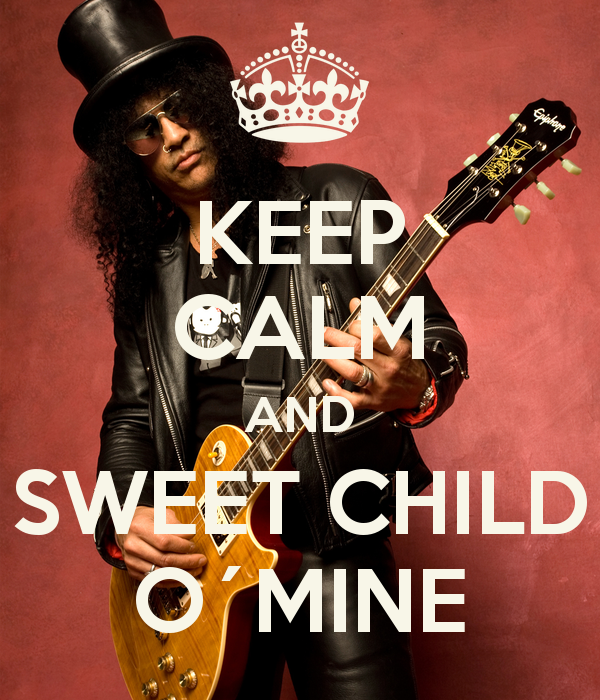 Epiphone
KEEP
CALM
AND
SWEET CHILD
O´MINE